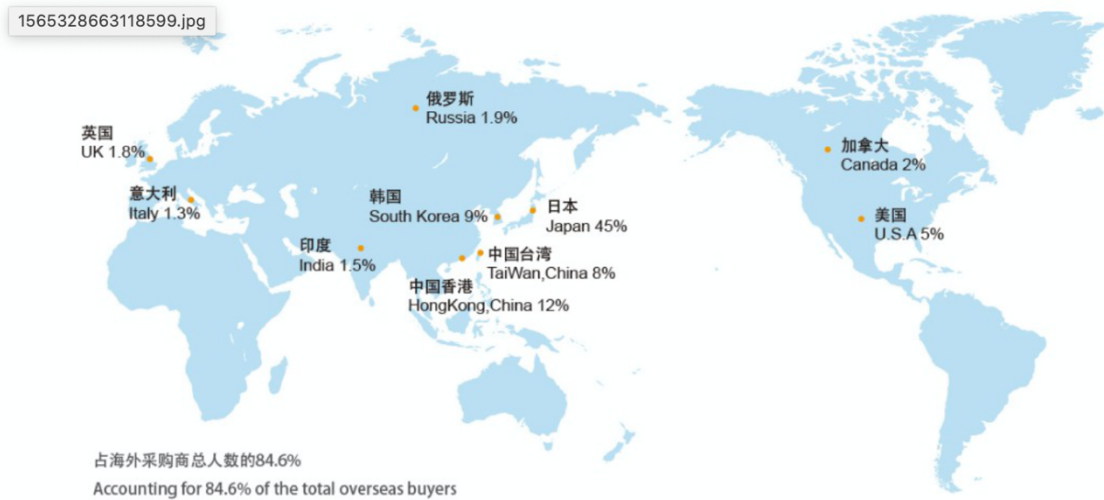 1565328663118599.jpg
俄罗斯
Russia 1.9%
英国
UK 1.8%
加拿大
Canada 2%
意大利
Italy 1.3%
韩国
South Korea 9%
日本
Japan 45%
美国
U.S.A 5%
印度
India 1.5%
中国台湾
TaiWan,China 8%
中国香港
HongKong,China 12%
占海外采购商总人数的84.6%
Accounting for 84.6% of the total overseas buyers